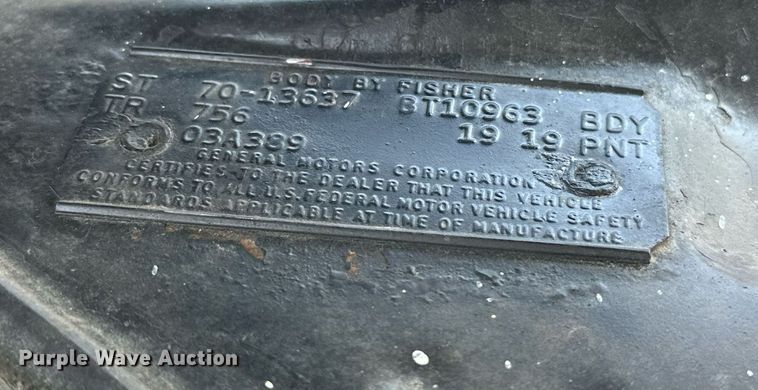 BODY BY FISHER
ST 70-13637 BT10963 BDY
TR 756 19 19 PNT
03A389
GENERAL MOTORS CORPORATION
CERTIFIES TO THE DEALER THAT THIS VEHICLE
CONFORMS TO ALL U.S. FEDERAL MOTOR VEHICLE SAFETY
STANDARDS APPLICABLE AT TIME OF MANUFACTURE
Purple Wave Auction